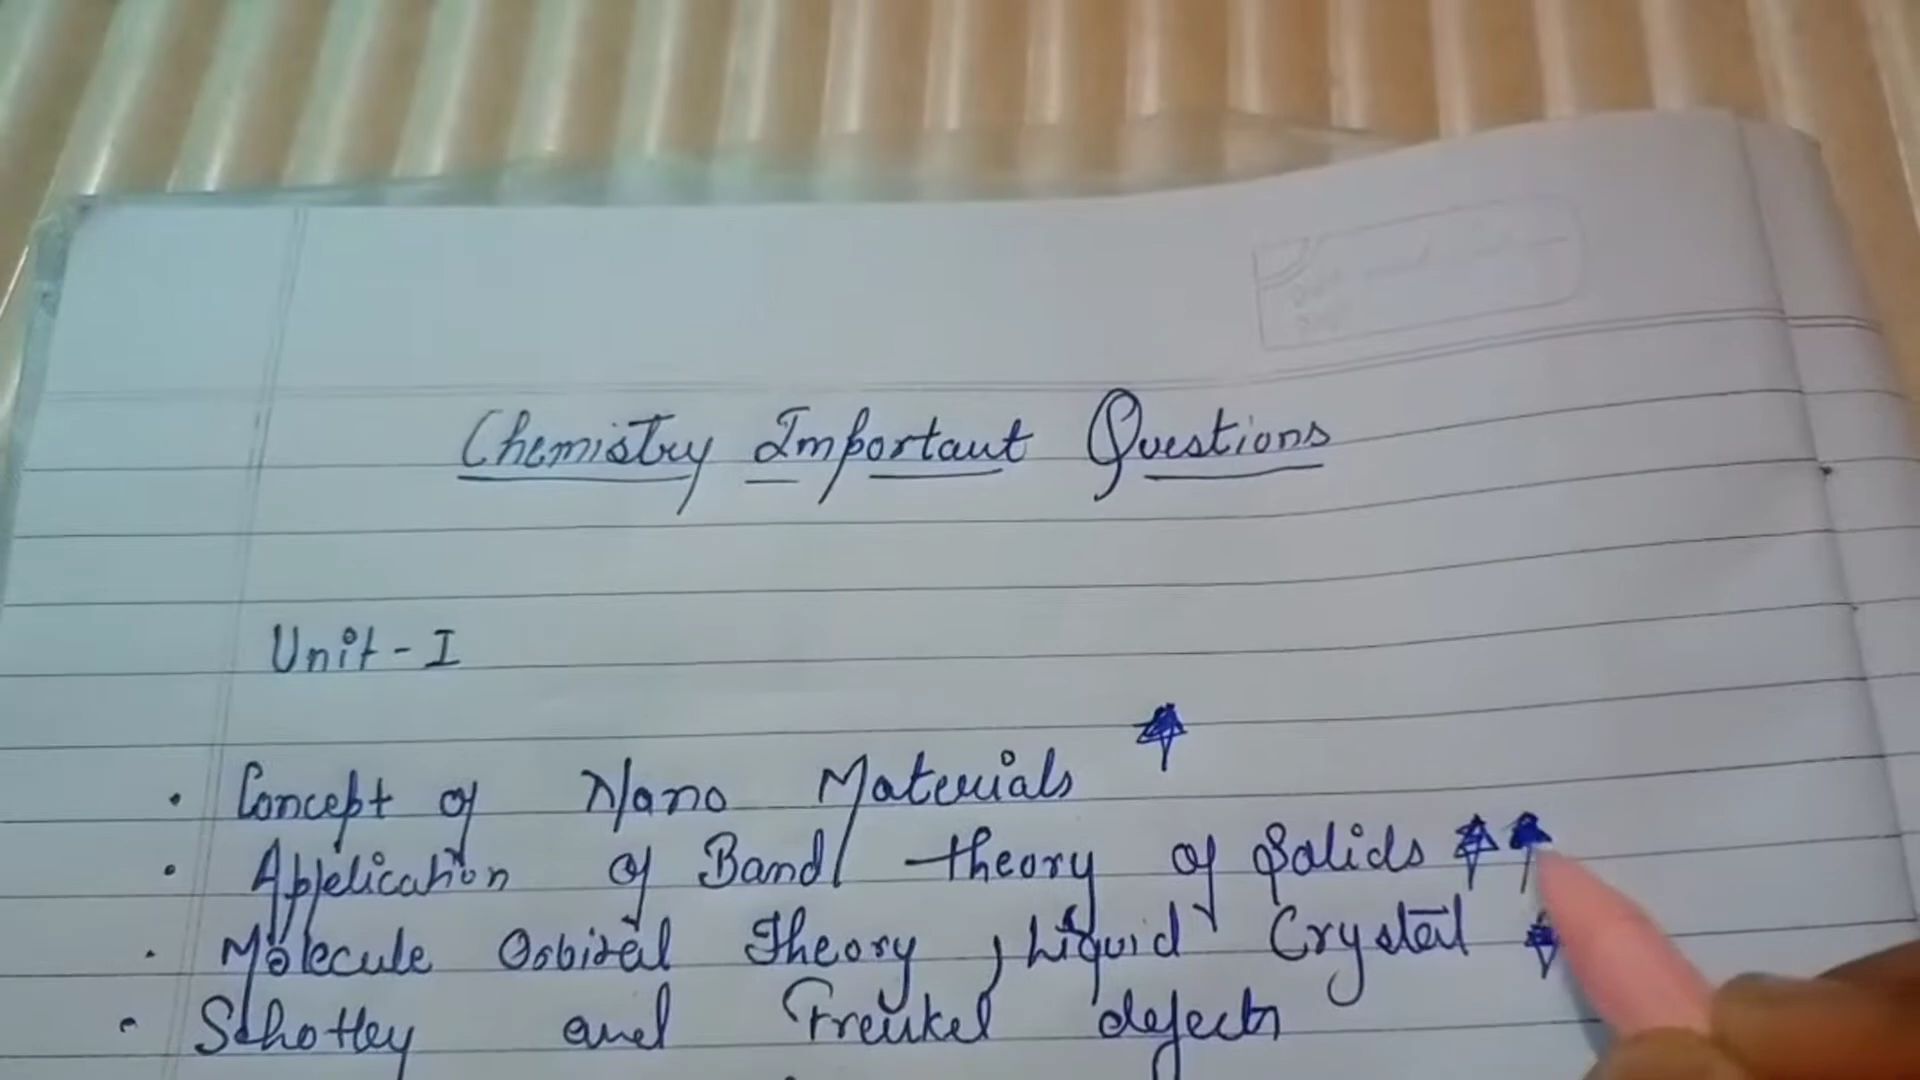 Chemistry Important Questions
Unit - I
• Concept of Nano Materials
• Application of Band theory of Solids
• Molecule Orbital Theory, Liquid Crystal
• Schottky and Frenkel defects